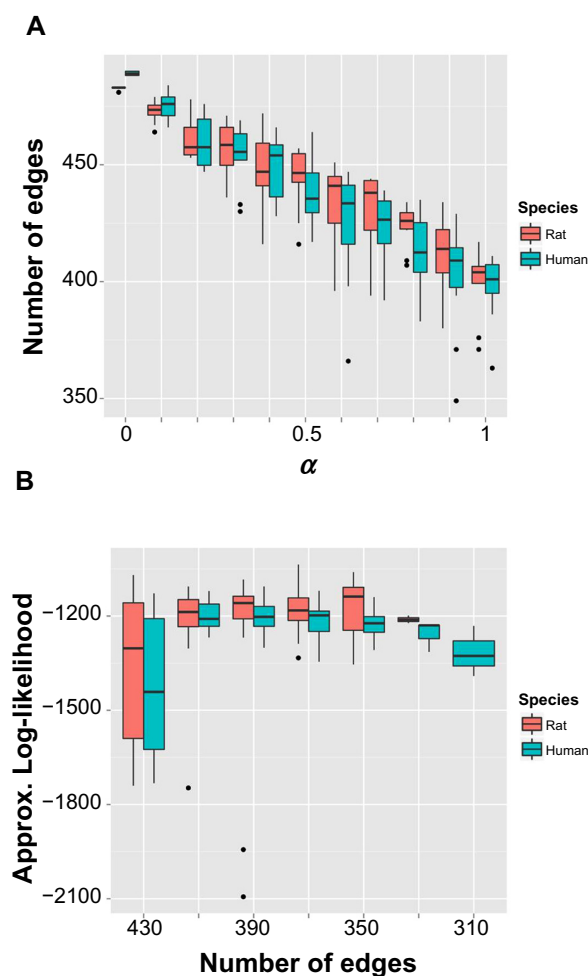 A
Number of edges
450
400
350
0
0.5
1
α
Species
Rat
Human
B
Approx. Log-likelihood
−1200
−1500
−1800
−2100
430
390
350
310
Number of edges
Species
Rat
Human